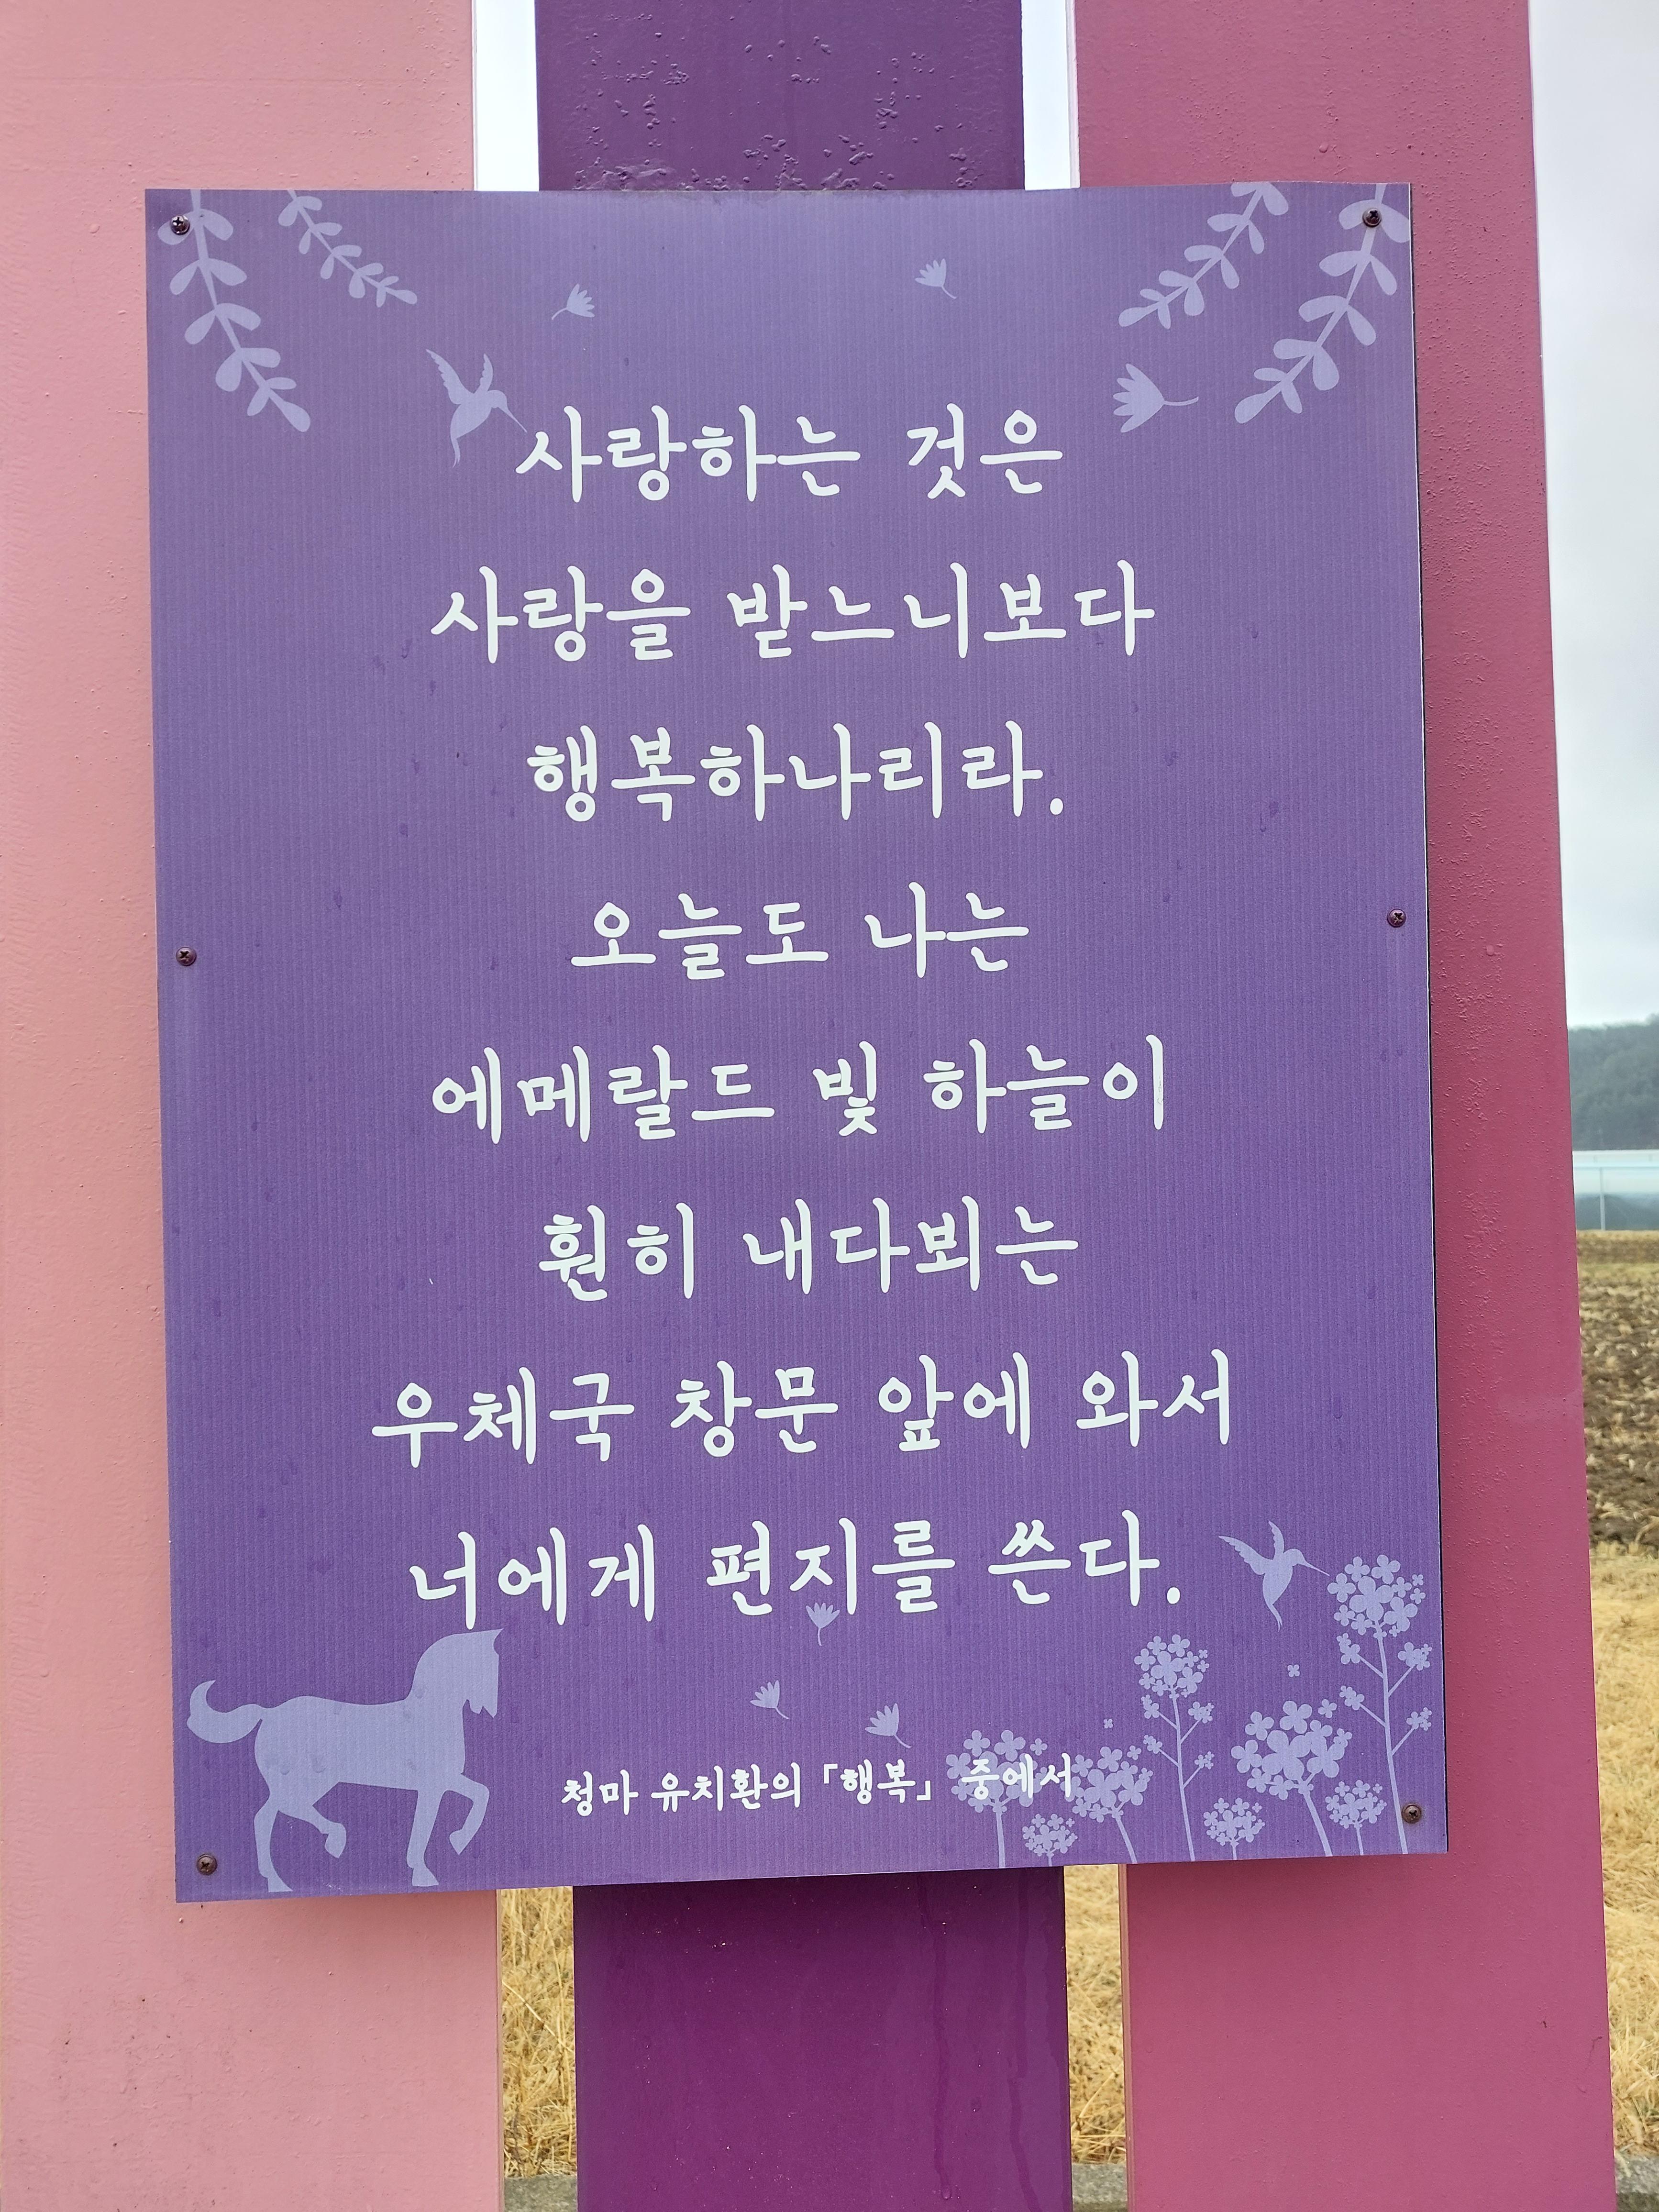 사랑하는 것은
사랑을 받느니보다
행복하나리라.
오늘도 나는
에메랄드 빛 하늘이
훤히 내다뵈는
우체국 창문 앞에 와서
너에게 편지를 쓴다.
청마 유치환의 「행복」 중에서